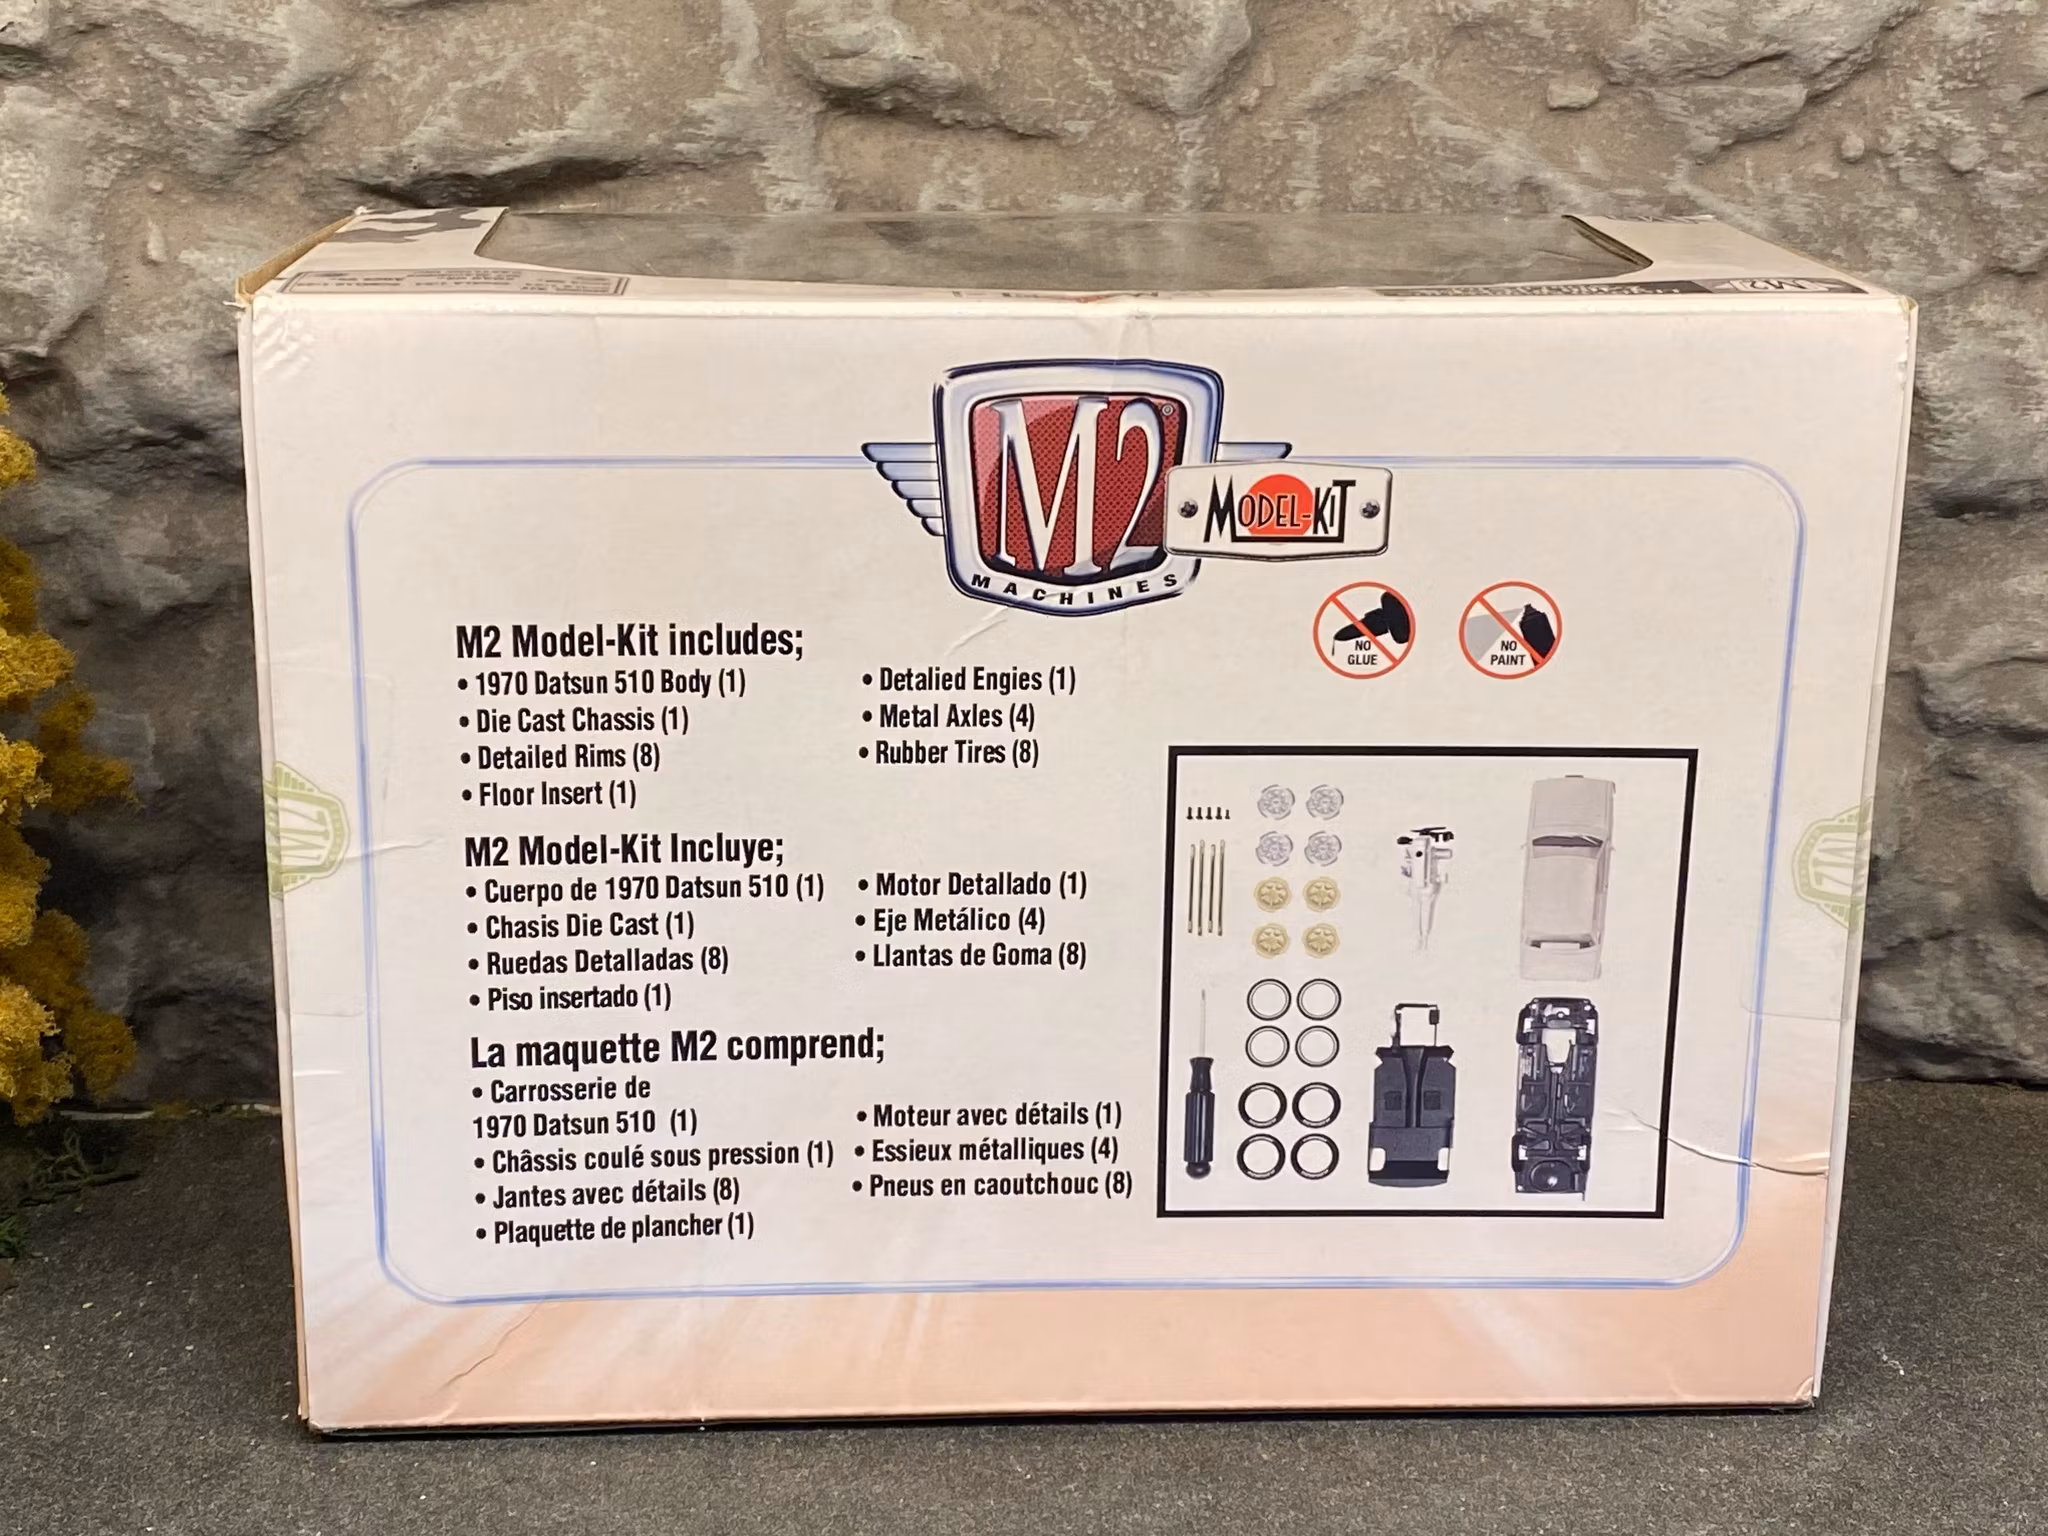 M2®
MACHINES
MODEL-KIT
NO GLUE
NO PAINT
M2 Model-Kit includes;
• 1970 Datsun 510 Body (1)
• Die Cast Chassis (1)
• Detailed Rims (8)
• Floor Insert (1)
• Detalied Engies (1)
• Metal Axles (4)
• Rubber Tires (8)
M2 Model-Kit Incluye;
• Cuerpo de 1970 Datsun 510 (1)
• Chasis Die Cast (1)
• Ruedas Detalladas (8)
• Piso insertado (1)
• Motor Detallado (1)
• Eje Metálico (4)
• Llantas de Goma (8)
La maquette M2 comprend;
• Carrosserie de
1970 Datsun 510 (1)
• Châssis coulé sous pression (1)
• Jantes avec détails (8)
• Plaquette de plancher (1)
• Moteur avec détails (1)
• Essieux métalliques (4)
• Pneus en caoutchouc (8)
M2
M2
M2